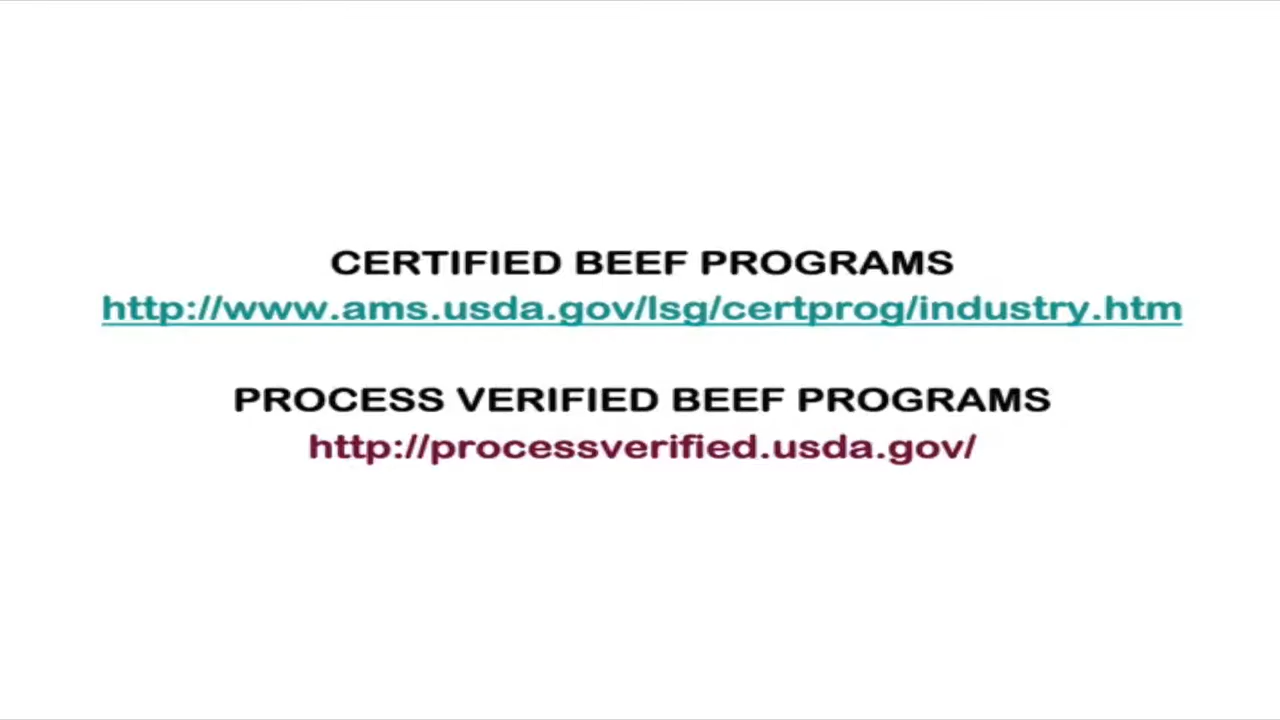 CERTIFIED BEEF PROGRAMS
http://www.ams.usda.gov/lsg/certprog/industry.htm
PROCESS VERIFIED BEEF PROGRAMS
http://processverified.usda.gov/